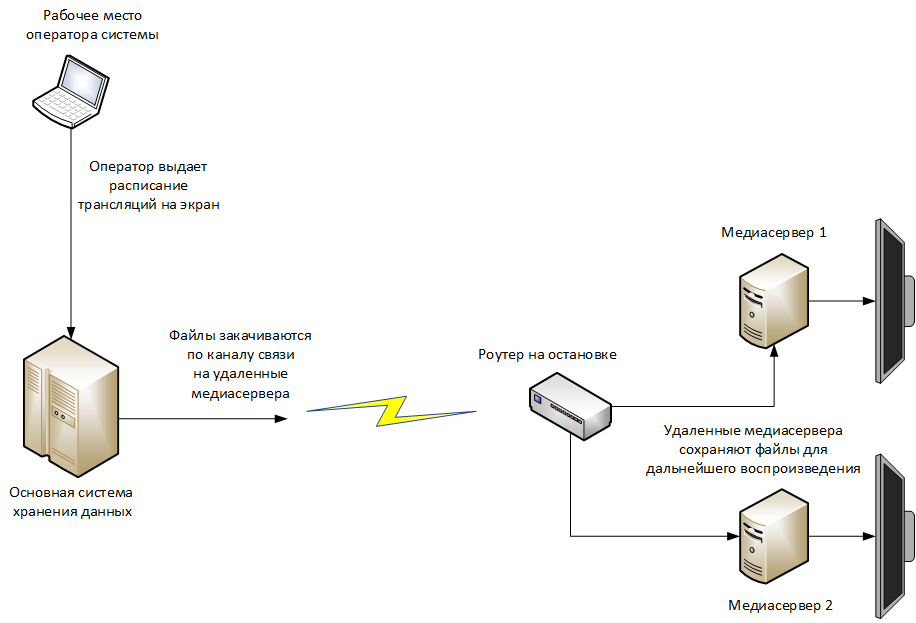 Рабочее место
оператора системы
Оператор выдает
расписание
трансляций на экран
Медиасервер 1
Файлы закачиваются
по каналу связи
на удаленные
медиасервера
Роутер на остановке
Удаленные медиасервера
сохраняют файлы для
дальнейшего воспроизведения
Основная система
хранения данных
Медиасервер 2